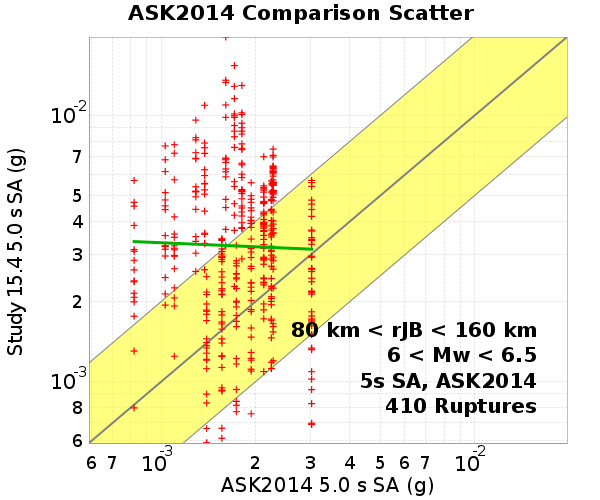 ASK2014 Comparison Scatter
Study 15.4 5.0 s SA (g)
10-2
7
5
4
3
2
10-3
8
6
80 km < rJB < 160 km
6 < Mw < 6.5
5s SA, ASK2014
410 Ruptures
6 7 10-3 2 3 4 5 6 7 10-2
ASK2014 5.0 s SA (g)